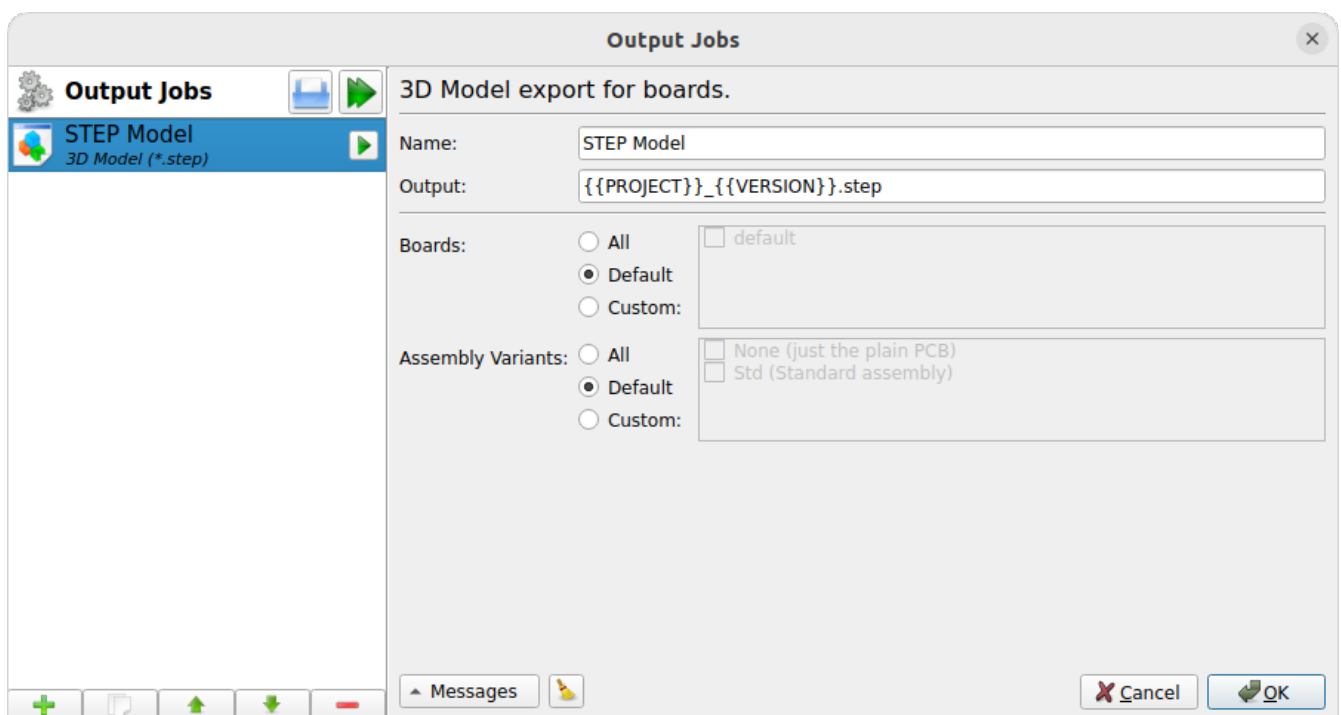 Output Jobs
Output Jobs
STEP Model
3D Model (*.step)
3D Model export for boards.
Name: STEP Model
Output: {{PROJECT}}_{{VERSION}}.step
Boards:
All
Default
Custom:
default
Assembly Variants:
All
Default
Custom:
None (just the plain PCB)
Std (Standard assembly)
Messages
Cancel
OK